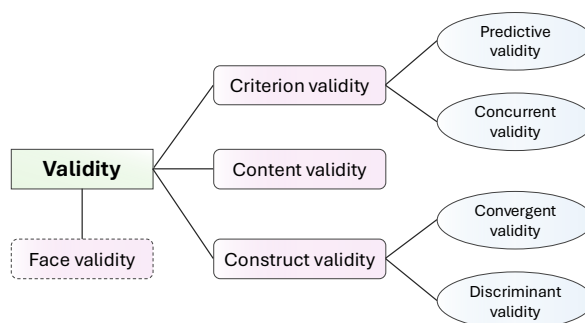 Predictive
validity
Criterion validity
Concurrent
validity
Validity
Content validity
Face validity
Construct validity
Convergent
validity
Discriminant
validity